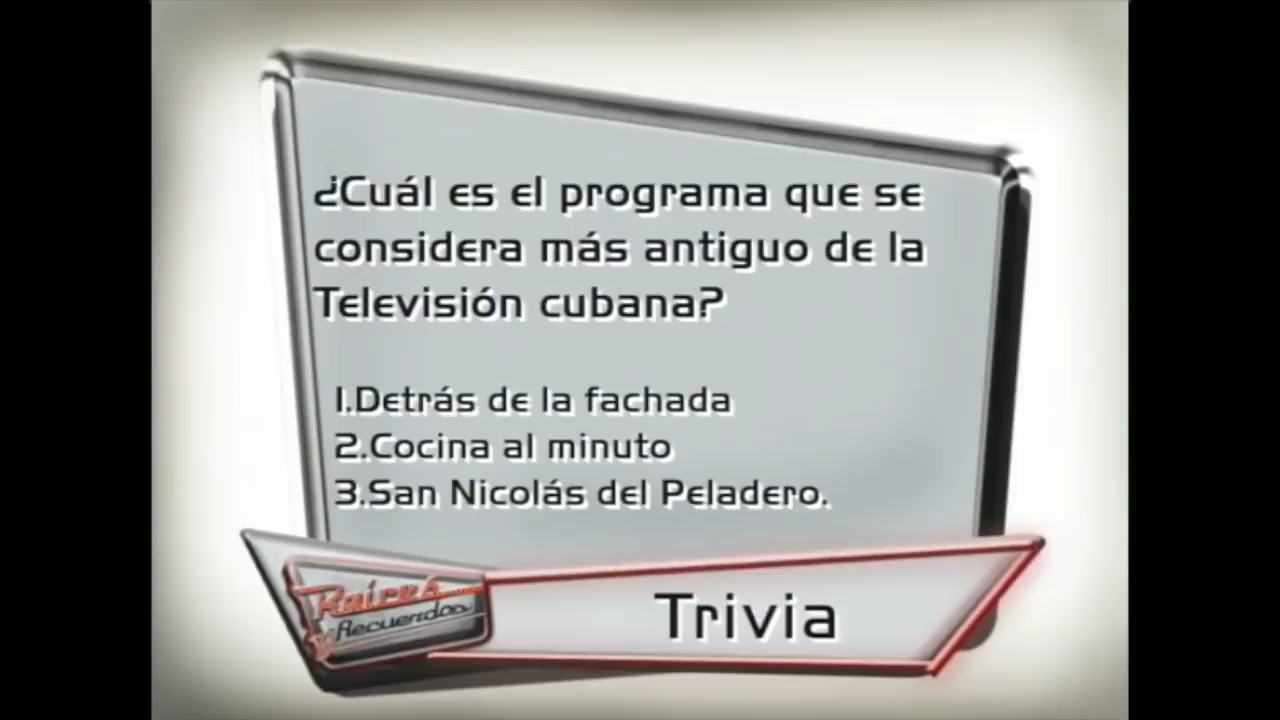 ¿Cuál es el programa que se
considera más antiguo de la
Televisión cubana?
1.Detrás de la fachada
2.Cocina al minuto
3.San Nicolás del Peladero.
Raíces
y Recuerdos
Trivia